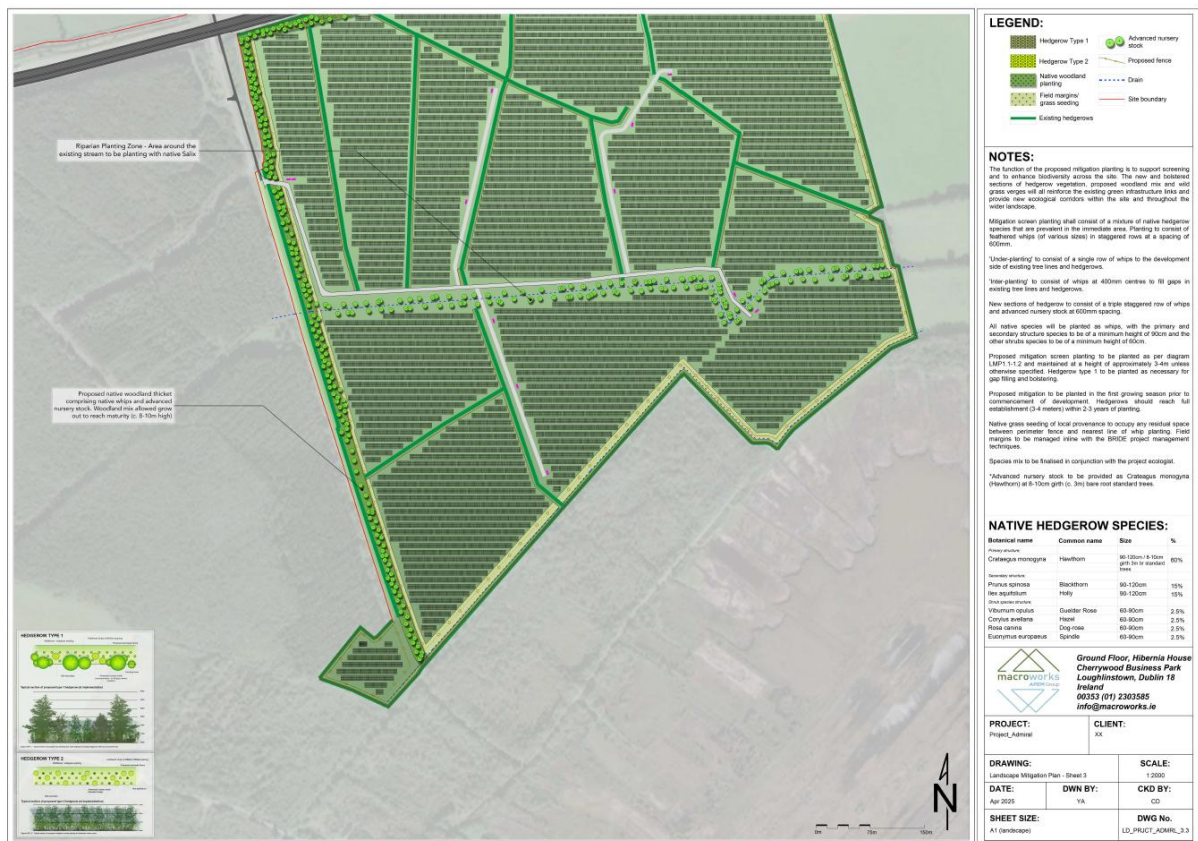 Riparian Planting Zone - Area around the
existing stream to be planting with native Salix
Proposed native woodland thicket
comprising native whips and advanced
nursery stock. Woodland mix allowed grow
out to reach maturity (c. 8-10m high)
HEDGEROW TYPE 1
HEDGEROW TYPE 2
N
0m 75m 150m
LEGEND:
Hedgerow Type 1
Hedgerow Type 2
Native woodland
planting
Field margins/
grass seeding
Existing hedgerows
Advanced nursery
stock
Proposed fence
Drain
Site boundary
NOTES:
The function of the proposed mitigation planting is to support screening
and to enhance biodiversity across the site. The new and bolstered
sections of hedgerow vegetation, proposed woodland mix and wild
grass verges will all reinforce the existing green infrastructure links and
provide new ecological corridors within the site and throughout the
wider landscape.
Mitigation screen planting shall consist of a mixture of native hedgerow
species that are prevalent in the immediate area. Planting to consist of
feathered whips (of various sizes) in staggered rows at a spacing of
600mm.
'Under-planting' to consist of a single row of whips to the development
side of existing tree lines and hedgerows.
'Inter-planting' to consist of whips at 400mm centres to fill gaps in
existing tree lines and hedgerows.
New sections of hedgerow to consist of a triple staggered row of whips
and advanced nursery stock at 600mm spacing.
All native species will be planted as whips, with the primary and
secondary structure species to be of a minimum height of 90cm and the
other shrubs species to be of a minimum height of 60cm.
Proposed mitigation screen planting to be planted as per diagram
LMP1.1-1.2 and maintained at a height of approximately 3-4m unless
otherwise specified. Hedgerow type 1 to be planted as necessary for
gap filling and bolstering.
Proposed mitigation to be planted in the first growing season prior to
commencement of development. Hedgerows should reach full
establishment (3-4 meters) within 2-3 years of planting.
Native grass seeding of local provenance to occupy any residual space
between perimeter fence and nearest line of whip planting. Field
margins to be managed inline with the BRIDE project management
techniques.
Species mix to be finalised in conjunction with the project ecologist.
*Advanced nursery stock to be provided as Crateagus monogyna
(Hawthorn) at 8-10cm girth (c. 3m) bare root standard trees.
NATIVE HEDGEROW SPECIES:
Botanical name Common name Size %
Primary structure
Crataegus monogyna Hawthorn 90-120cm / 8-10cm
girth 3m br standard
trees 60%
Secondary structure
Prunus spinosa Blackthorn 90-120cm 15%
Ilex aquifolium Holly 90-120cm 15%
Shrub species structure
Viburnum opulus Guelder Rose 60-90cm 2.5%
Corylus avellana Hazel 60-90cm 2.5%
Rosa canina Dog-rose 60-90cm 2.5%
Euonymus europaeus Spindle 60-90cm 2.5%
macroworks
APEM Group
Ground Floor, Hibernia House
Cherrywood Business Park
Loughlinstown, Dublin 18
Ireland
00353 (01) 2303585
info@macroworks.ie
PROJECT: CLIENT:
Project_Admiral XX
DRAWING: SCALE:
Landscape Mitigation Plan - Sheet 3 1:2000
DATE: DWN BY: CKD BY:
Apr 2025 YA CD
SHEET SIZE: DWG No.
A1 (landscape) LD_PRJCT_ADMRL_3.3